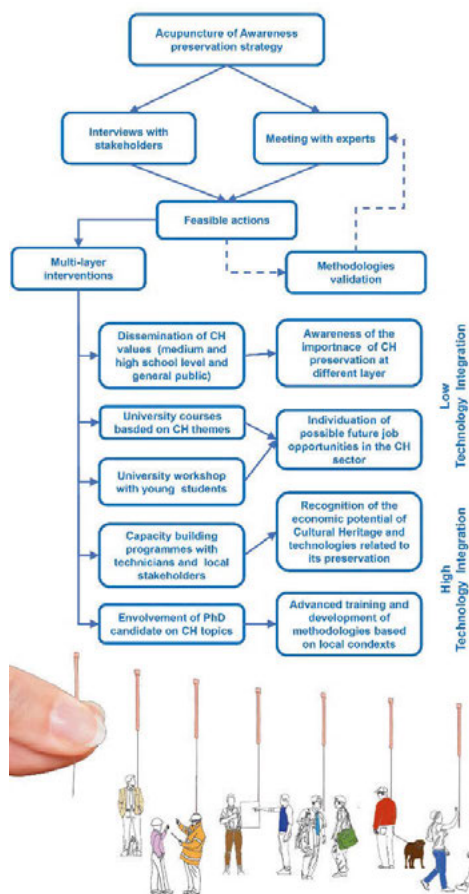 Acupuncture of Awareness
preservation strategy
Interviews with
stakeholders
Meeting with experts
Feasible actions
Multi-layer
interventions
Methodologies
validation
Dissemination of CH
values (medium and
high school level and
general public)
Awareness of the
importnace of CH
preservation at
different layer
University courses
basded on CH themes
Individuation of
possible future job
opportunities in the CH
sector
University workshop
with young students
Capacity building
programmes with
technicians and local
stakeholders
Recognition of the
economic potential of
Cultural Heritage and
technologies related to
its preservation
Envolvement of PhD
candidate on CH topics
Advanced training and
development of
methodologies based
on local condexts
Low
Technology Integration
High
Technology Integration